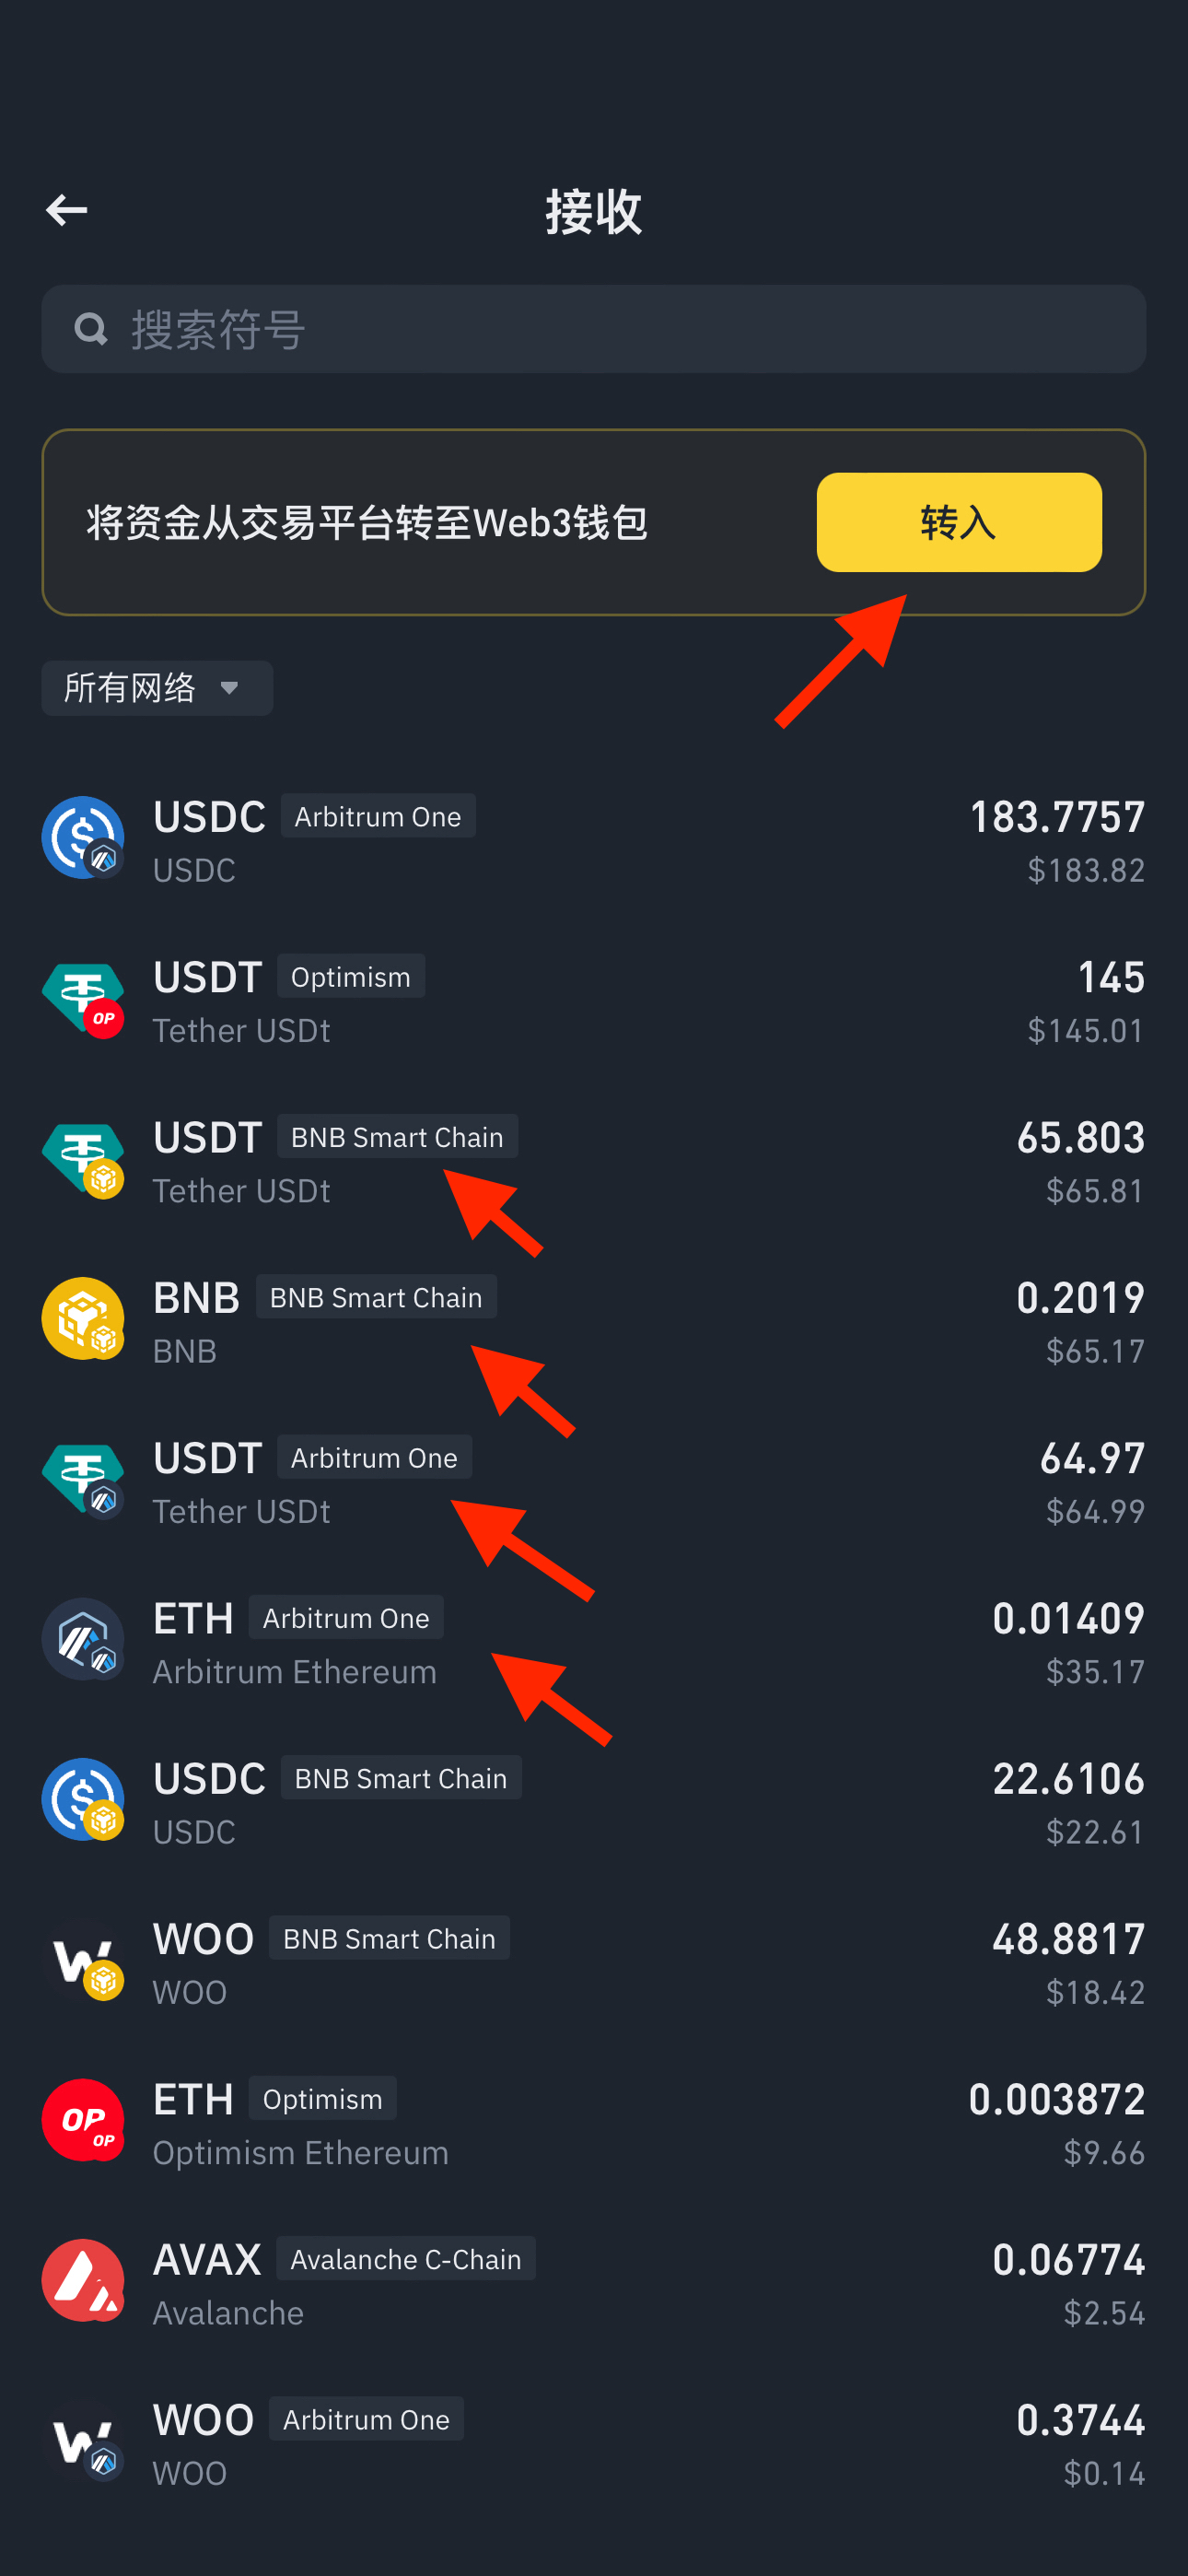 接收
搜索符号
将资金从交易平台转至Web3钱包 转入
所有网络
USDC Arbitrum One 183.7757
USDC $183.82
USDT Optimism 145
OP
Tether USDt $145.01
USDT BNB Smart Chain 65.803
Tether USDt $65.81
BNB BNB Smart Chain 0.2019
BNB $65.17
USDT Arbitrum One 64.97
Tether USDt $64.99
ETH Arbitrum One 0.01409
Arbitrum Ethereum $35.17
USDC BNB Smart Chain 22.6106
USDC $22.61
WOO BNB Smart Chain 48.8817
WOO $18.42
ETH Optimism 0.003872
OP
OP
Optimism Ethereum $9.66
AVAX Avalanche C-Chain 0.06774
Avalanche $2.54
WOO Arbitrum One 0.3744
WOO $0.14